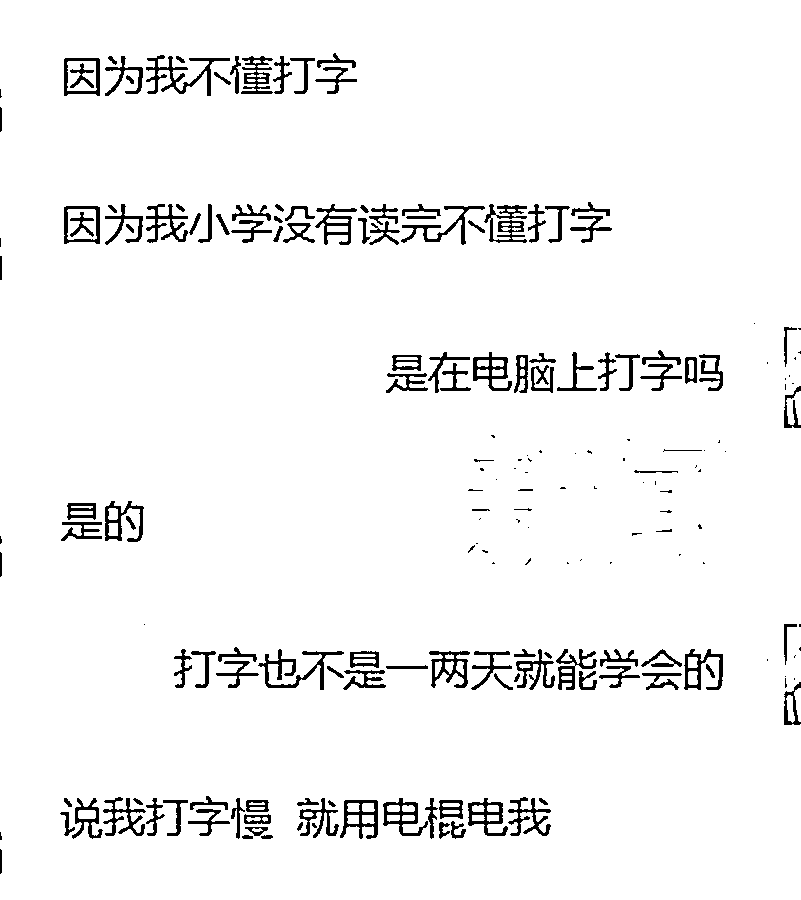 因为我不懂打字
因为我小学没有读完不懂打字
是在电脑上打字吗
是的
打字也不是一两天就能学会的
说我打字慢 就用电棍电我